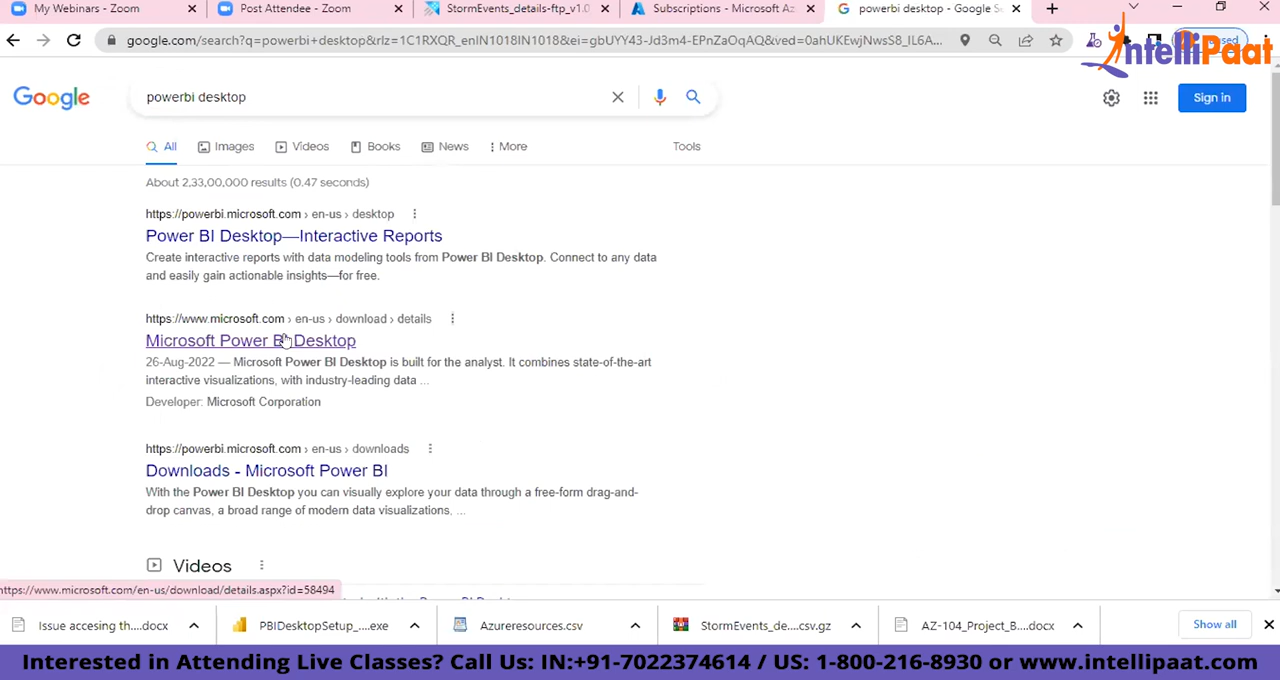 My Webinars - Zoom
Post Attendee - Zoom
StormEvents_details-ftp_v1.0
Subscriptions - Microsoft Az
powerbi desktop - Google Se
google.com/search?q=powerbi+desktop&rlz=1C1RXQR_enIN1018IN1018&ei=gbUYY43-Jd3m4-EPnZaOqAQ&ved=0ahUKEwjNwsS8_IL6A...
IntelliPaat
Google
powerbi desktop
Sign in
All
Images
Videos
Books
News
More
Tools
About 2,33,00,000 results (0.47 seconds)
https://powerbi.microsoft.com › en-us › desktop
Power BI Desktop—Interactive Reports
Create interactive reports with data modeling tools from Power BI Desktop. Connect to any data
and easily gain actionable insights—for free.
https://www.microsoft.com › en-us › download › details
Microsoft Power BI Desktop
26-Aug-2022 — Microsoft Power BI Desktop is built for the analyst. It combines state-of-the-art
interactive visualizations, with industry-leading data ...
Developer: Microsoft Corporation
https://powerbi.microsoft.com › en-us › downloads
Downloads - Microsoft Power BI
With the Power BI Desktop you can visually explore your data through a free-form drag-and-
drop canvas, a broad range of modern data visualizations, ...
Videos
https://www.microsoft.com/en-us/download/details.aspx?id=58494
Issue accesing th....docx
PBIDesktopSetup_....exe
Azureresources.csv
StormEvents_de....csv.gz
AZ-104_Project_B....docx
Show all
Interested in Attending Live Classes? Call Us: IN:+91-7022374614 / US: 1-800-216-8930 or www.intellipaat.com